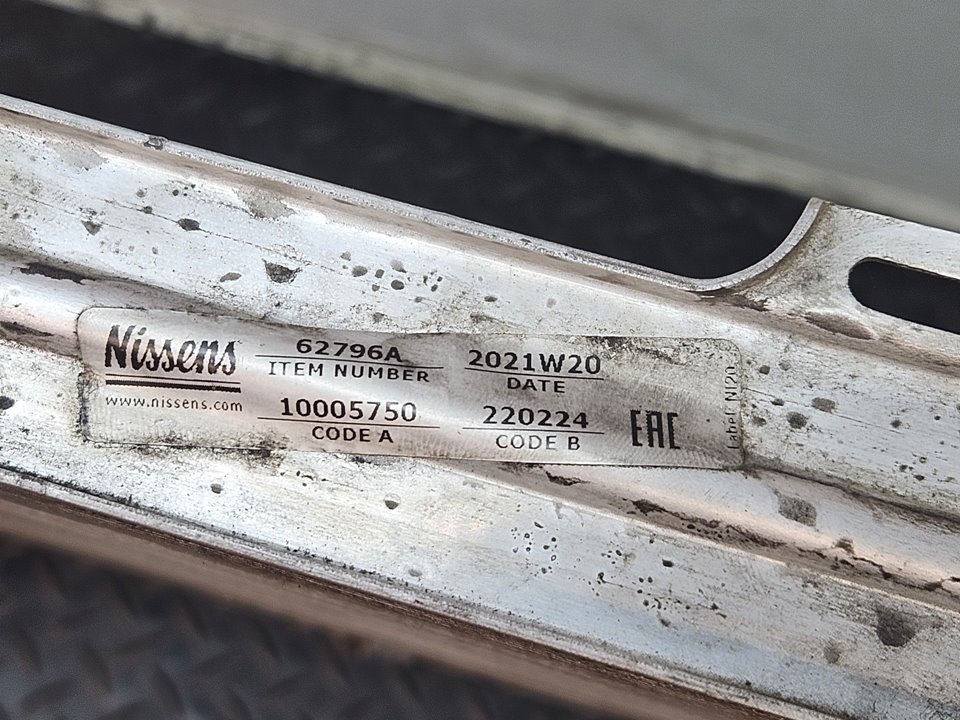 Nissens
www.nissens.com
62796A
ITEM NUMBER
2021W20
DATE
10005750
CODE A
220224
CODE B
EAC
Label: NI20